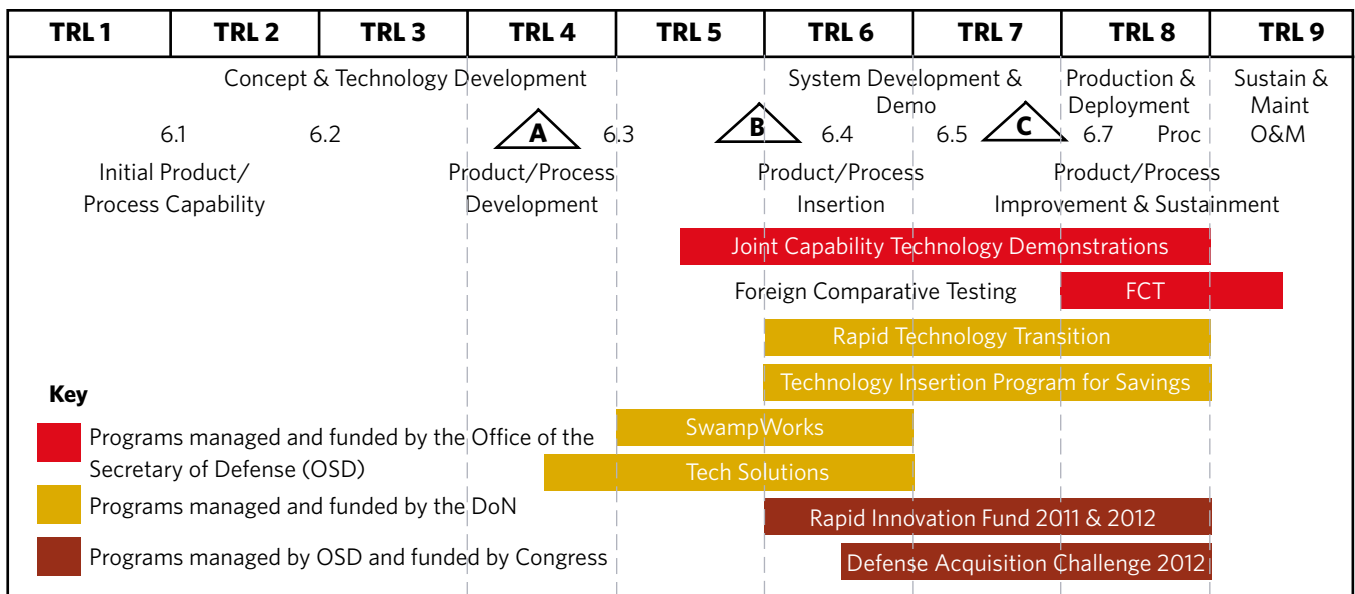 TRL 1 TRL 2 TRL 3 TRL 4 TRL 5 TRL 6 TRL 7 TRL 8 TRL 9
Concept & Technology Development
System Development &
Demo
Production &
Deployment
Sustain &
Maint
6.1 6.2 A 6.3 B 6.4 6.5 C 6.7 Proc O&M
Initial Product/
Process Capability
Product/Process
Development
Product/Process
Insertion
Product/Process
Improvement & Sustainment
Joint Capability Technology Demonstrations
Foreign Comparative Testing FCT
Rapid Technology Transition
Technology Insertion Program for Savings
SwampWorks
Tech Solutions
Rapid Innovation Fund 2011 & 2012
Defense Acquisition Challenge 2012
Key
Programs managed and funded by the Office of the
Secretary of Defense (OSD)
Programs managed and funded by the DoN
Programs managed by OSD and funded by Congress